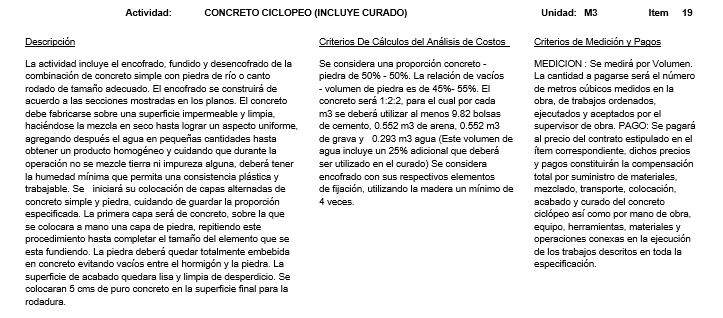 Actividad: CONCRETO CICLOPEO (INCLUYE CURADO) Unidad: M3 Item 19
Descripción
La actividad incluye el encofrado, fundido y desencofrado de la
combinación de concreto simple con piedra de río o canto
rodado de tamaño adecuado. El encofrado se construirá de
acuerdo a las secciones mostradas en los planos. El concreto
debe fabricarse sobre una superficie impermeable y limpia,
haciéndose la mezcla en seco hasta lograr un aspecto uniforme,
agregando después el agua en pequeñas cantidades hasta
obtener un producto homogéneo y cuidando que durante la
operación no se mezcle tierra ni impureza alguna, deberá tener
la humedad mínima que permita una consistencia plástica y
trabajable. Se iniciará su colocación de capas alternadas de
concreto simple y piedra, cuidando de guardar la proporción
especificada. La primera capa será de concreto, sobre la que
se colocara a mano una capa de piedra, repitiendo este
procedimiento hasta completar el tamaño del elemento que se
esta fundiendo. La piedra deberá quedar totalmente embebida
en concreto evitando vacíos entre el hormigón y la piedra. La
superficie de acabado quedara lisa y limpia de desperdicio. Se
colocaran 5 cms de puro concreto en la superficie final para la
rodadura.
Criterios De Cálculos del Análisis de Costos
Se considera una proporción concreto -
piedra de 50% - 50%. La relación de vacíos
- volumen de piedra es de 45%- 55%. El
concreto será 1:2:2, para el cual por cada
m3 se deberá utilizar al menos 9.82 bolsas
de cemento, 0.552 m3 de arena, 0.552 m3
de grava y 0.293 m3 agua (Este volumen de
agua incluye un 25% adicional que deberá
ser utilizado en el curado) Se considera
encofrado con sus respectivos elementos
de fijación, utilizando la madera un mínimo de
4 veces.
Criterios de Medición y Pagos
MEDICION : Se medirá por Volumen.
La cantidad a pagarse será el número
de metros cúbicos medidos en la
obra, de trabajos ordenados,
ejecutados y aceptados por el
supervisor de obra. PAGO: Se pagará
al precio del contrato estipulado en el
ítem correspondiente, dichos precios
y pagos constituirán la compensación
total por suministro de materiales,
mezclado, transporte, colocación,
acabado y curado del concreto
ciclópeo así como por mano de obra,
equipo, herramientas, materiales y
operaciones conexas en la ejecución
de los trabajos descritos en toda la
especificación.